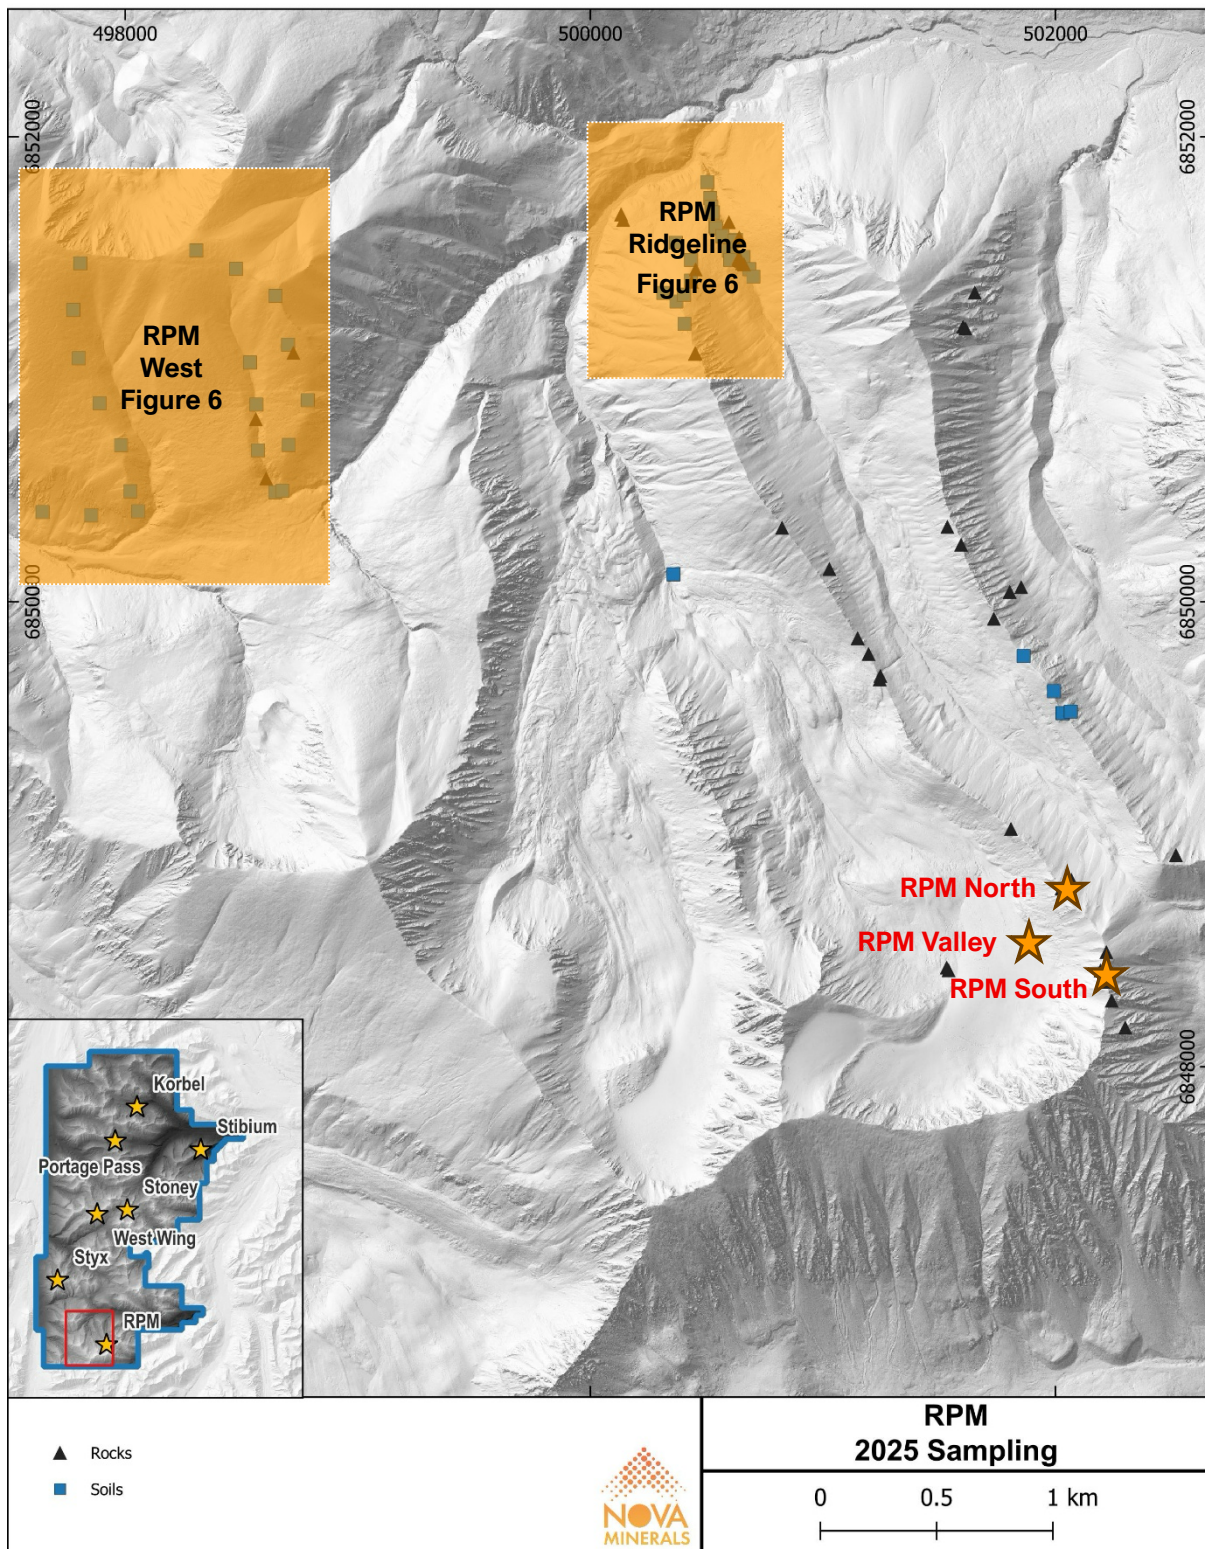 498000
500000
502000
6852000
6852000
RPM
West
Figure 6
RPM
Ridgeline
Figure 6
6850000
6850000
RPM North
RPM Valley
RPM South
6848000
Korbel
Stibium
Portage Pass
Stoney
West Wing
Styx
RPM
Rocks
Soils
NOVA
MINERALS
RPM
2025 Sampling
0 0.5 1 km